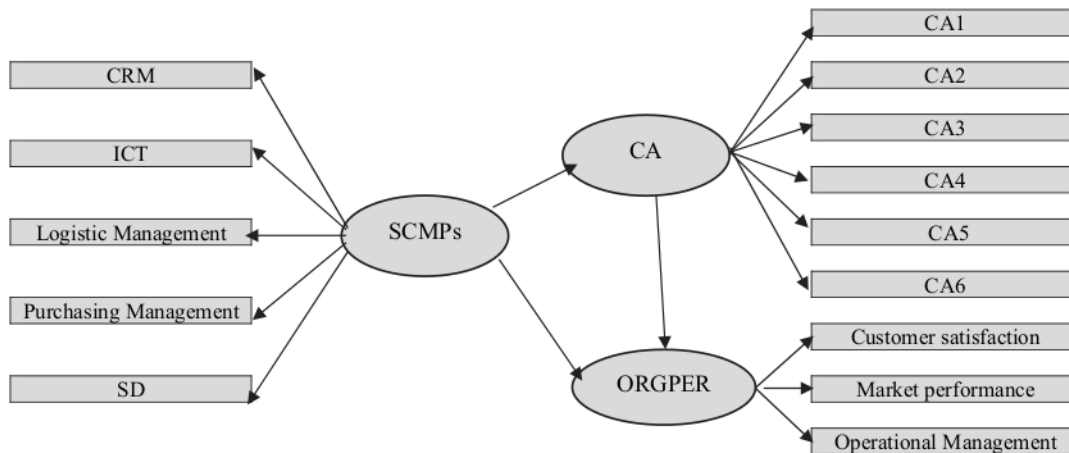 CRM
ICT
Logistic Management
Purchasing Management
SD
SCMPs
CA
ORGPER
CA1
CA2
CA3
CA4
CA5
CA6
Customer satisfaction
Market performance
Operational Management